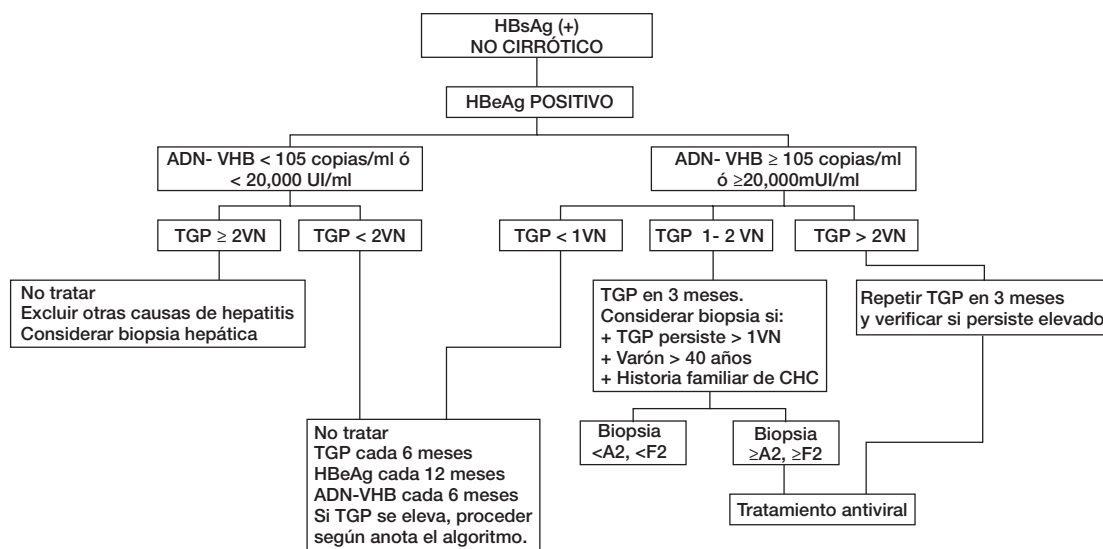 HBsAg (+)
NO CIRRÓTICO
HBeAg POSITIVO
ADN- VHB < 105 copias/ml ó
< 20,000 UI/ml
ADN- VHB ≥ 105 copias/ml
ó ≥20,000mUI/ml
TGP ≥ 2VN
TGP < 2VN
TGP < 1VN
TGP 1- 2 VN
TGP > 2VN
No tratar
Excluir otras causas de hepatitis
Considerar biopsia hepática
TGP en 3 meses.
Considerar biopsia si:
+ TGP persiste > 1VN
+ Varón > 40 años
+ Historia familiar de CHC
Repetir TGP en 3 meses
y verificar si persiste elevado
No tratar
TGP cada 6 meses
HBeAg cada 12 meses
ADN-VHB cada 6 meses
Si TGP se eleva, proceder
según anota el algoritmo.
Biopsia
<A2, <F2
Biopsia
≥A2, ≥F2
Tratamiento antiviral